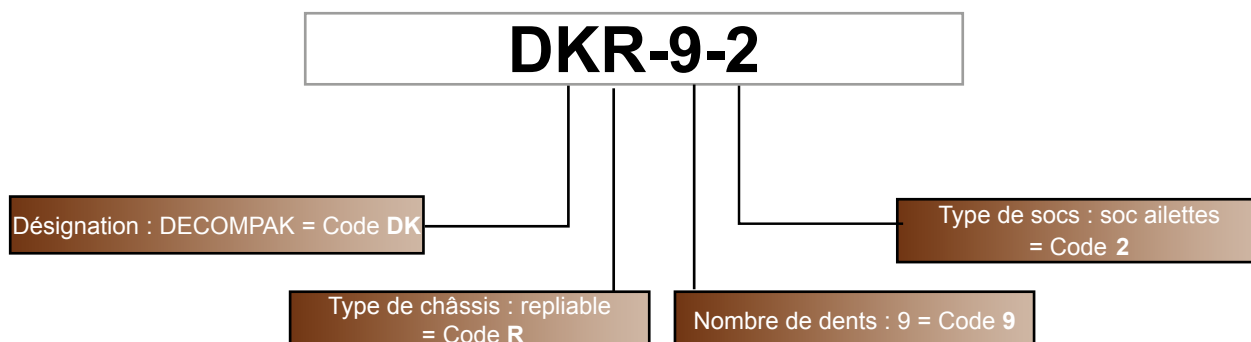 DKR-9-2
Désignation : DECOMPAK = Code DK
Type de socs : soc ailettes
= Code 2
Type de châssis : repliable
= Code R
Nombre de dents : 9 = Code 9